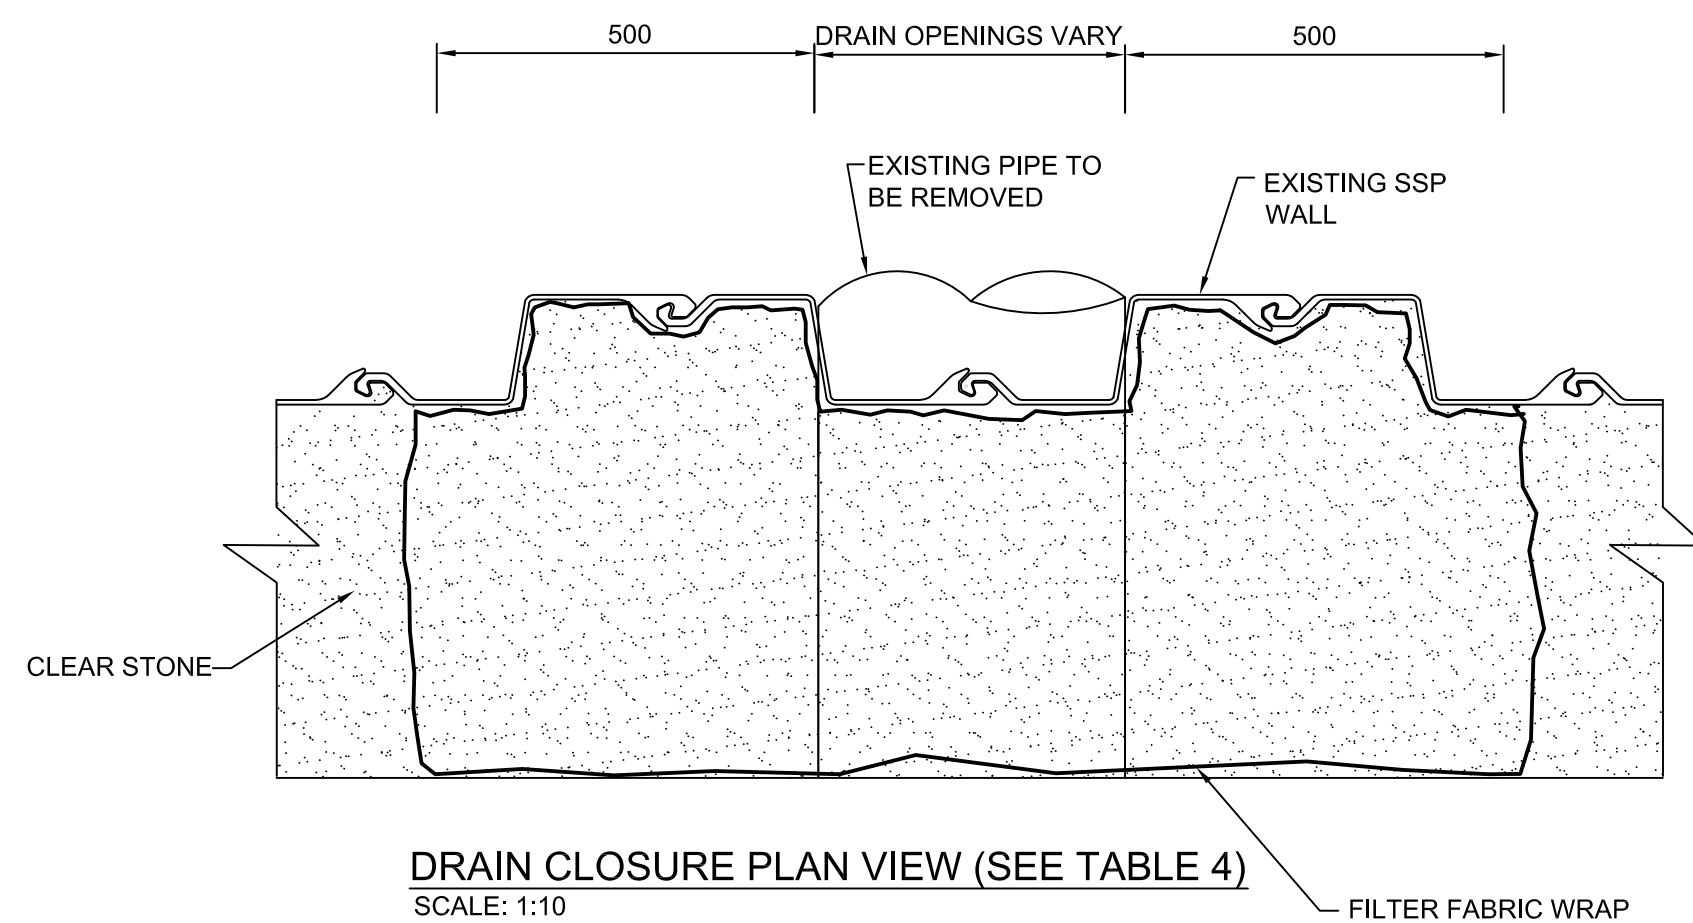 500
DRAIN OPENINGS VARY
500
EXISTING PIPE TO
BE REMOVED
EXISTING SSP
WALL
CLEAR STONE
DRAIN CLOSURE PLAN VIEW (SEE TABLE 4)
SCALE: 1:10
FILTER FABRIC WRAP